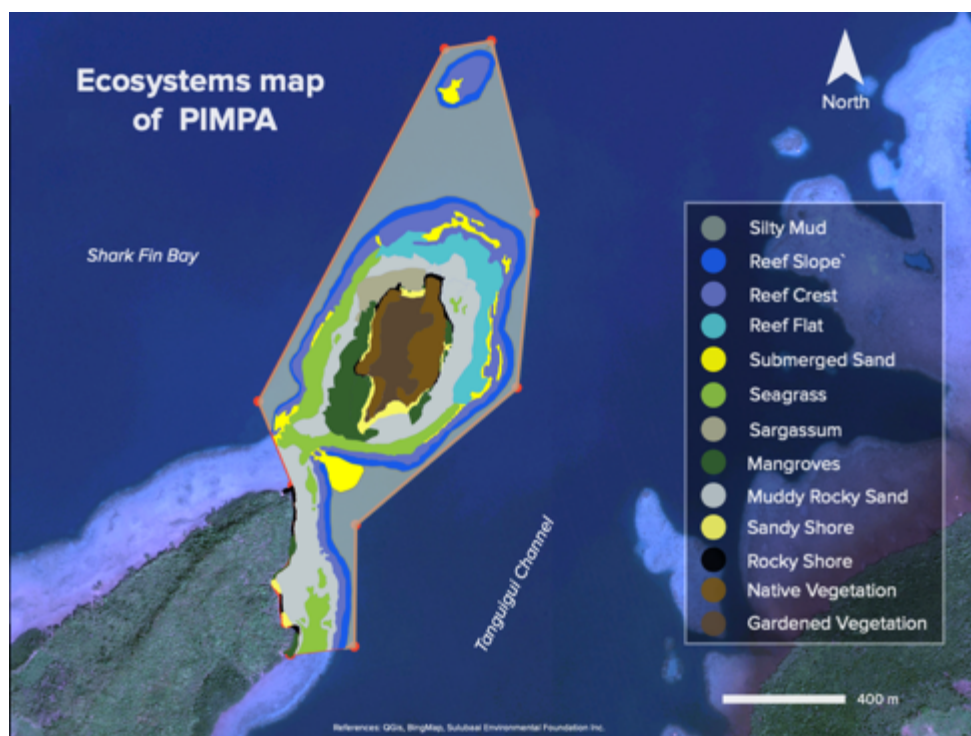 Ecosystems map
of PIMPA
North
Shark Fin Bay
Silty Mud
Reef Slope`
Reef Crest
Reef Flat
Submerged Sand
Seagrass
Sargassum
Mangroves
Muddy Rocky Sand
Sandy Shore
Rocky Shore
Native Vegetation
Gardened Vegetation
Tanguigui Channel
400 m
References: QGis, BingMap, Sulubaai Environmental Foundation Inc.